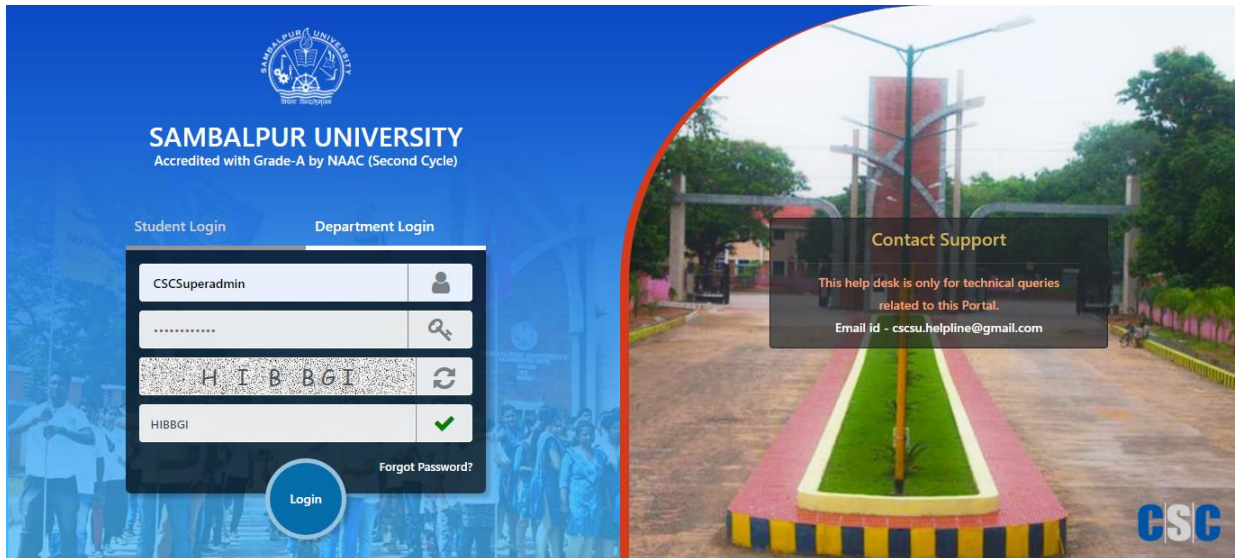 SAMBALPUR UNIVERSITY
SAMBALPUR UNIVERSITY
Accredited with Grade-A by NAAC (Second Cycle)
Student Login
Department Login
CSCSuperadmin
............
H I B BGI
HIBBGI
Forgot Password?
Login
Contact Support
This help desk is only for technical queries
related to this Portal.
Email id - cscsu.helpline@gmail.com
CSC